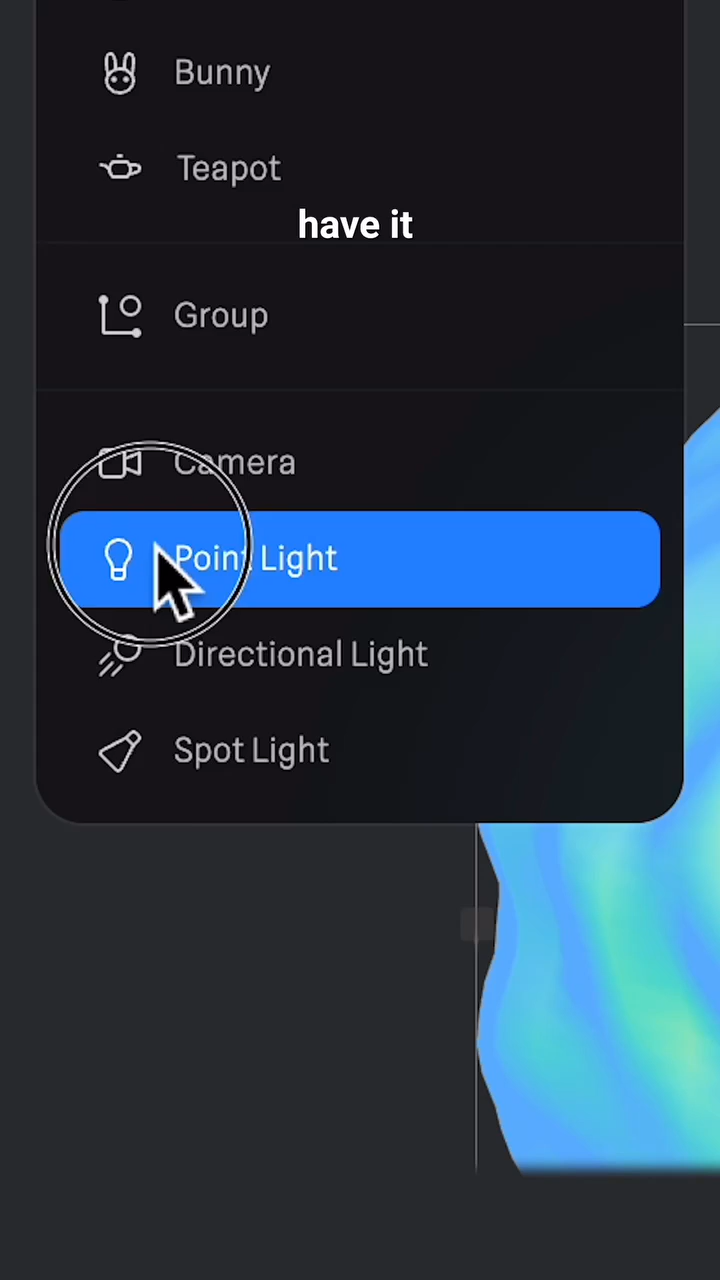 Bunny
Teapot
have it
Group
Camera
Point Light
Directional Light
Spot Light